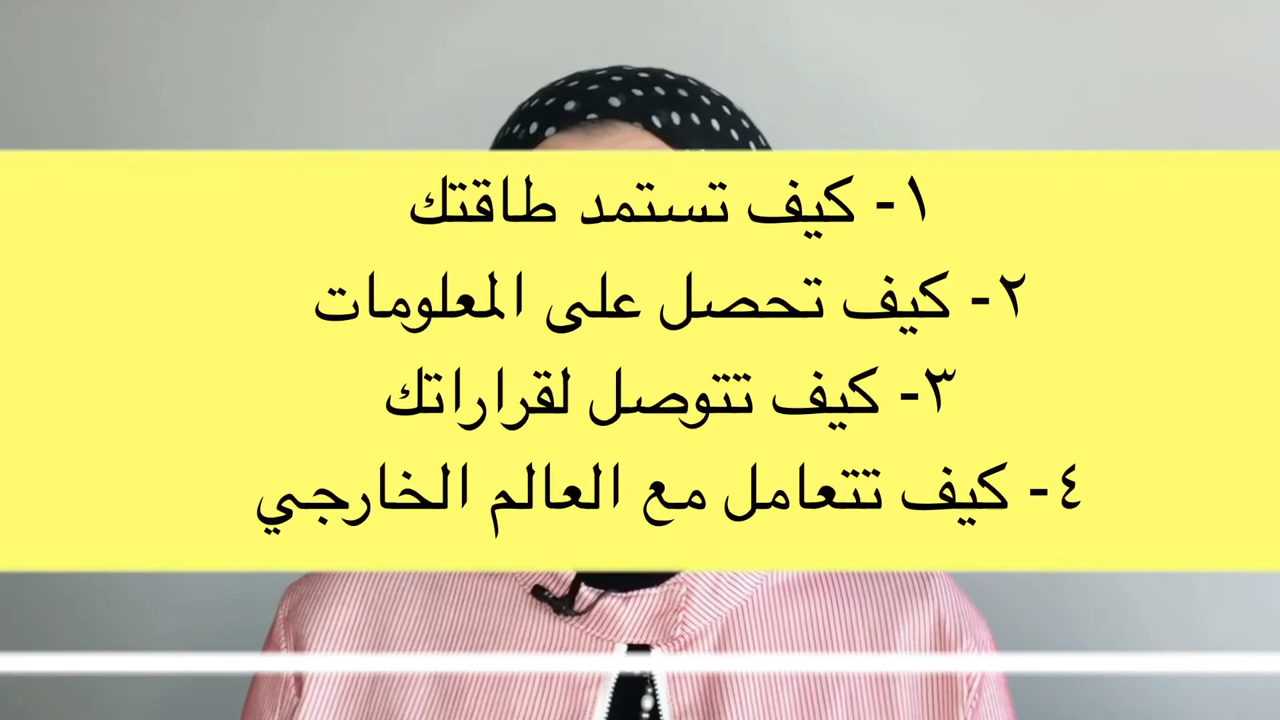 ١- كيف تستمد طاقتك
٢- كيف تحصل على المعلومات
٣- كيف تتوصل لقراراتك
٤- كيف تتعامل مع العالم الخارجي